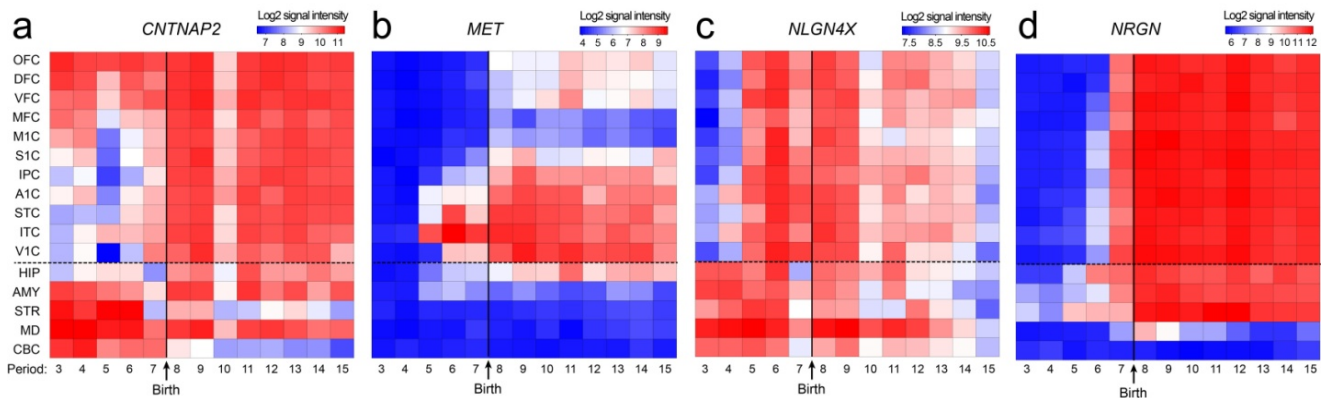 a CNTNAP2 Log2 signal intensity
7 8 9 10 11
b MET Log2 signal intensity
4 5 6 7 8 9
c NLGN4X Log2 signal intensity
7.5 8.5 9.5 10.5
d NRGN Log2 signal intensity
6 7 8 9 10 11 12
OFC
DFC
VFC
MFC
M1C
S1C
IPC
A1C
STC
ITC
V1C
HIP
AMY
STR
MD
CBC
Period: 3 4 5 6 7 8 9 10 11 12 13 14 15 3 4 5 6 7 8 9 10 11 12 13 14 15 3 4 5 6 7 8 9 10 11 12 13 14 15 3 4 5 6 7 8 9 10 11 12 13 14 15
Birth Birth Birth Birth